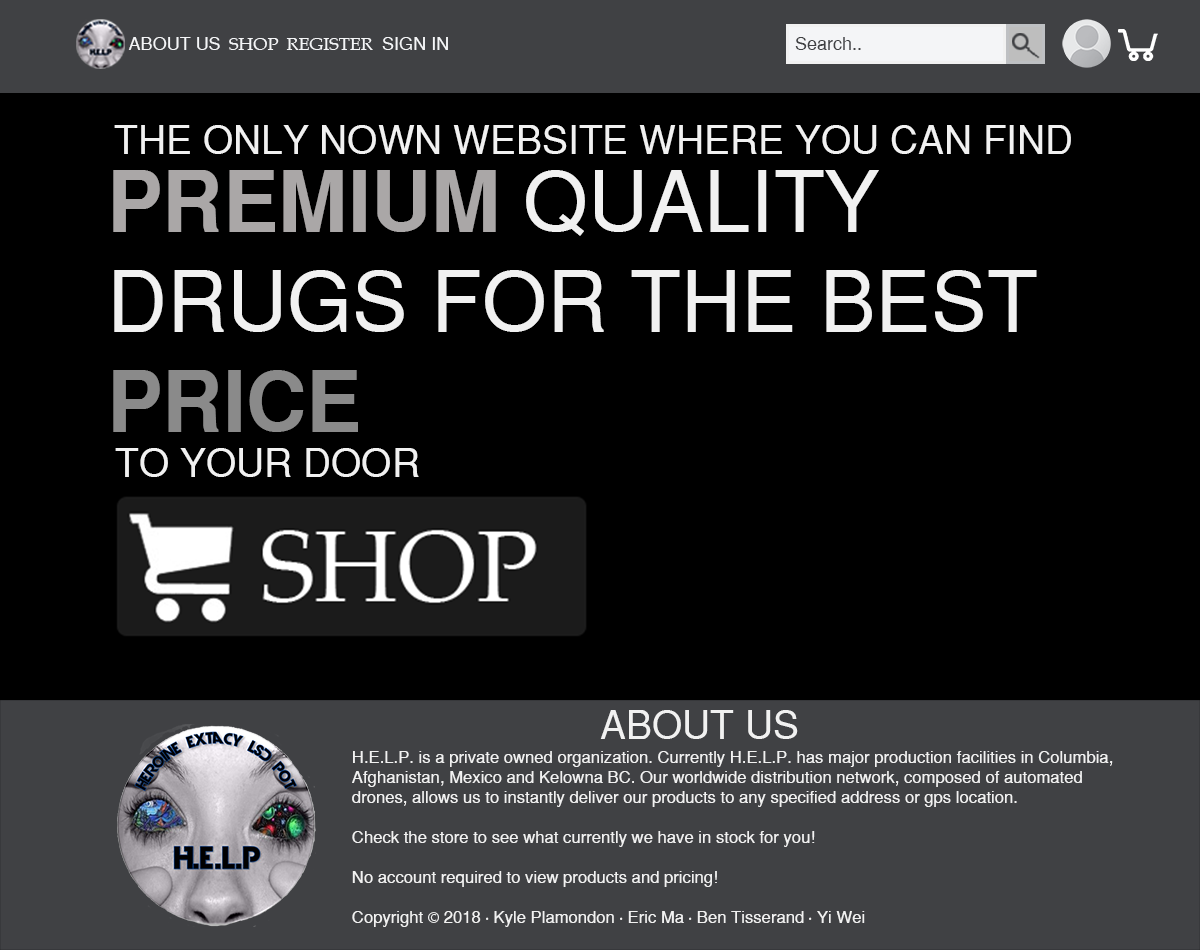 ABOUT US SHOP REGISTER SIGN IN
Search..
THE ONLY NOWN WEBSITE WHERE YOU CAN FIND
PREMIUM QUALITY
DRUGS FOR THE BEST
PRICE
TO YOUR DOOR
SHOP
HEROINE EXTACY LSD POT
H.E.L.P
ABOUT US
H.E.L.P. is a private owned organization. Currently H.E.L.P. has major production facilities in Columbia,
Afghanistan, Mexico and Kelowna BC. Our worldwide distribution network, composed of automated
drones, allows us to instantly deliver our products to any specified address or gps location.
Check the store to see what currently we have in stock for you!
No account required to view products and pricing!
Copyright © 2018 · Kyle Plamondon · Eric Ma · Ben Tisserand · Yi Wei